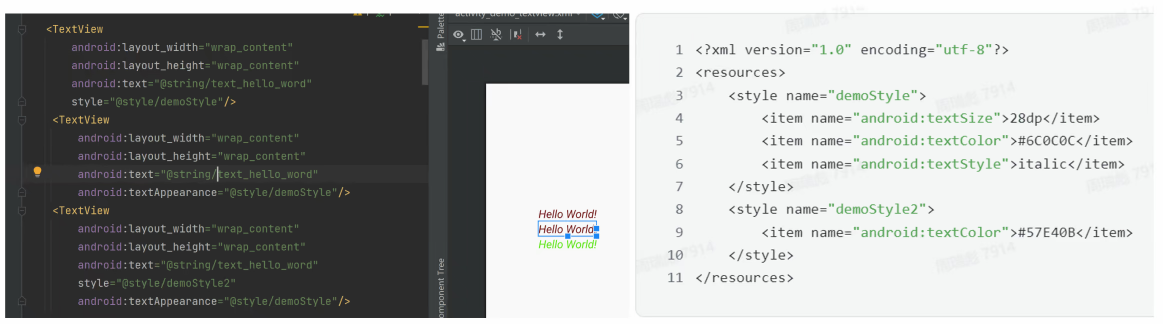 activity_demo_textview.xml
Palette
<TextView
android:layout_width="wrap_content"
android:layout_height="wrap_content"
android:text="@string/text_hello_word"
style="@style/demoStyle"/>
<TextView
android:layout_width="wrap_content"
android:layout_height="wrap_content"
android:text="@string/text_hello_word"
android:textAppearance="@style/demoStyle"/>
<TextView
android:layout_width="wrap_content"
android:layout_height="wrap_content"
android:text="@string/text_hello_word"
style="@style/demoStyle2"
android:textAppearance="@style/demoStyle"/>
Hello World!
Hello World
Hello World!
omponent Tree
1 <?xml version="1.0" encoding="utf-8"?>
2 <resources>
3 <style name="demoStyle">
4 <item name="android:textSize">28dp</item>
5 <item name="android:textColor">#6C0C0C</item>
6 <item name="android:textStyle">italic</item>
7 </style>
8 <style name="demoStyle2">
9 <item name="android:textColor">#57E40B</item>
10 </style>
11 </resources>
7914
7914
7914